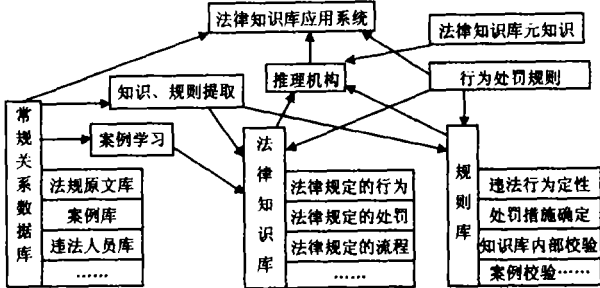 法律知识库应用系统
法律知识库元知识
推理机构
行为处罚规则
知识、规则提取
案例学习
常规关系数据库
法规原文库
案例库
违法人员库
……
法律知识库
法律规定的行为
法律规定的处罚
法律规定的流程
……
规则库
违法行为定性
处罚措施确定
知识库内部校验
案例校验……